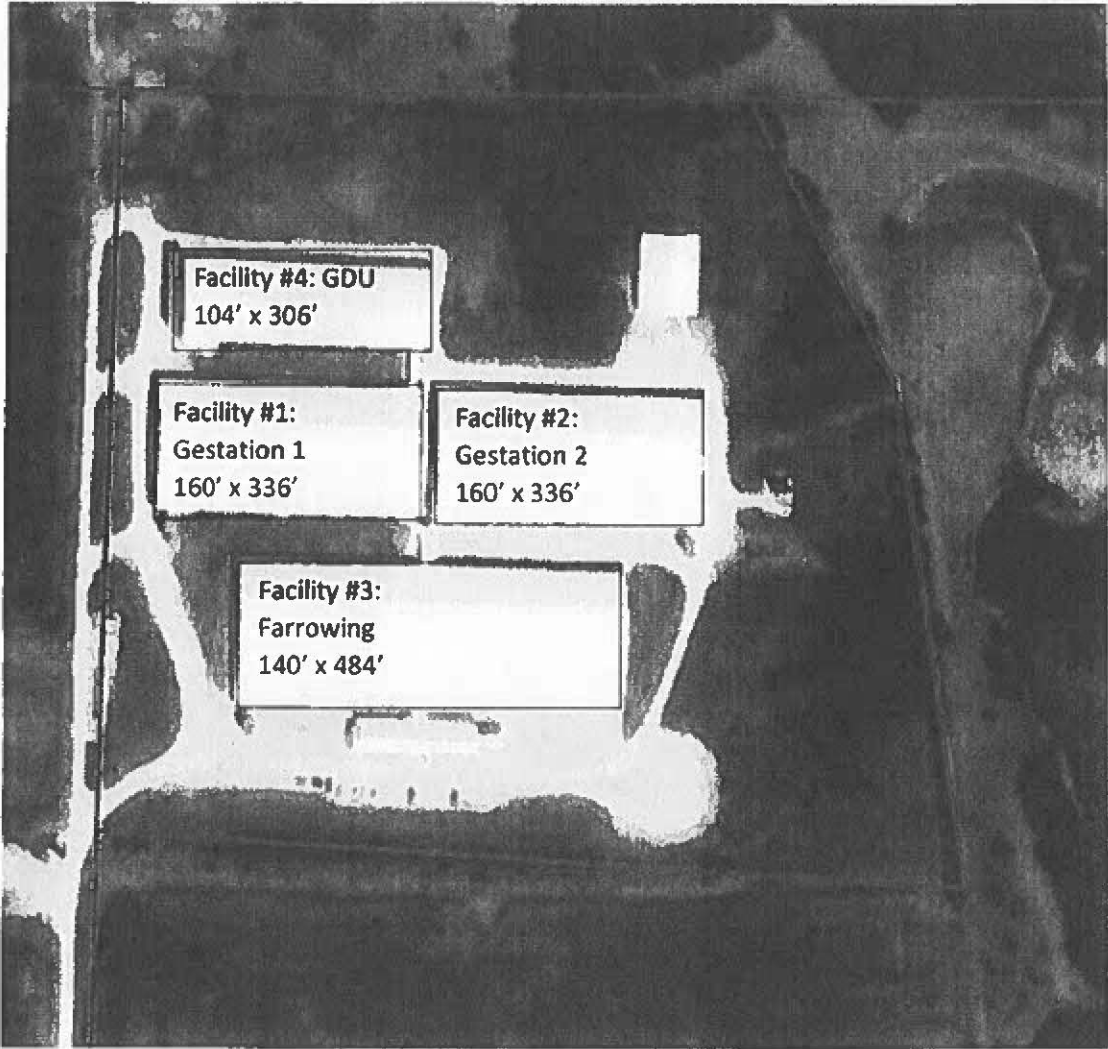 Facility #4: GDU
104' x 306'
Facility #1:
Gestation 1
160' x 336'
Facility #2:
Gestation 2
160' x 336'
Facility #3:
Farrowing
140' x 484'